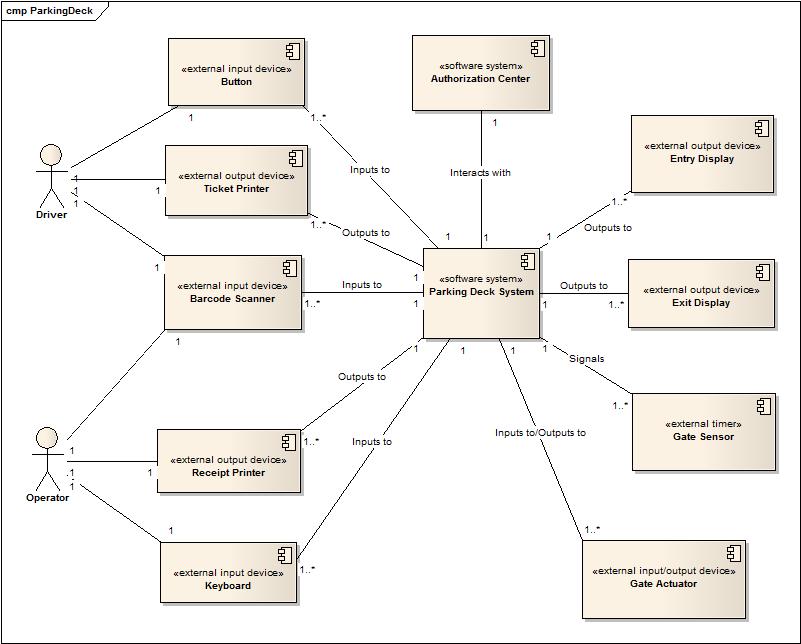 cmp ParkingDeck
«external input device»
Button
1
1..*
«software system»
Authorization Center
1
«external output device»
Entry Display
1..*
Driver
1
1
1
«external output device»
Ticket Printer
1
1..*
Inputs to
Interacts with
Outputs to
Outputs to
1
1
1
«external input device»
Barcode Scanner
1
1..*
1
Inputs to
«software system»
Parking Deck System
1
1
1
1
1
1
1
Outputs to
«external output device»
Exit Display
1..*
Signals
«external timer»
Gate Sensor
1..*
Outputs to
Inputs to
Inputs to/Outputs to
Operator
1
.1
1
«external output device»
Receipt Printer
1
1..*
«external input device»
Keyboard
1
1..*
«external input/output device»
Gate Actuator
1..*